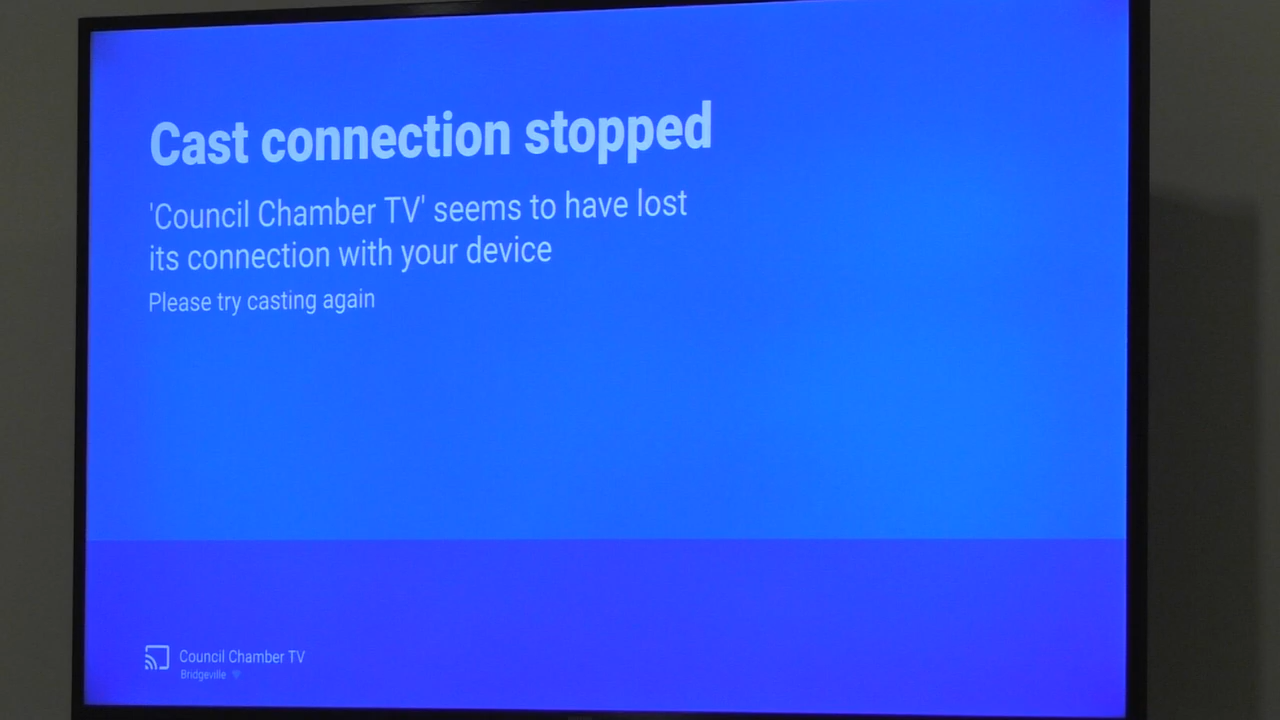 Cast connection stopped
'Council Chamber TV' seems to have lost
its connection with your device
Please try casting again
Council Chamber TV
Bridgeville